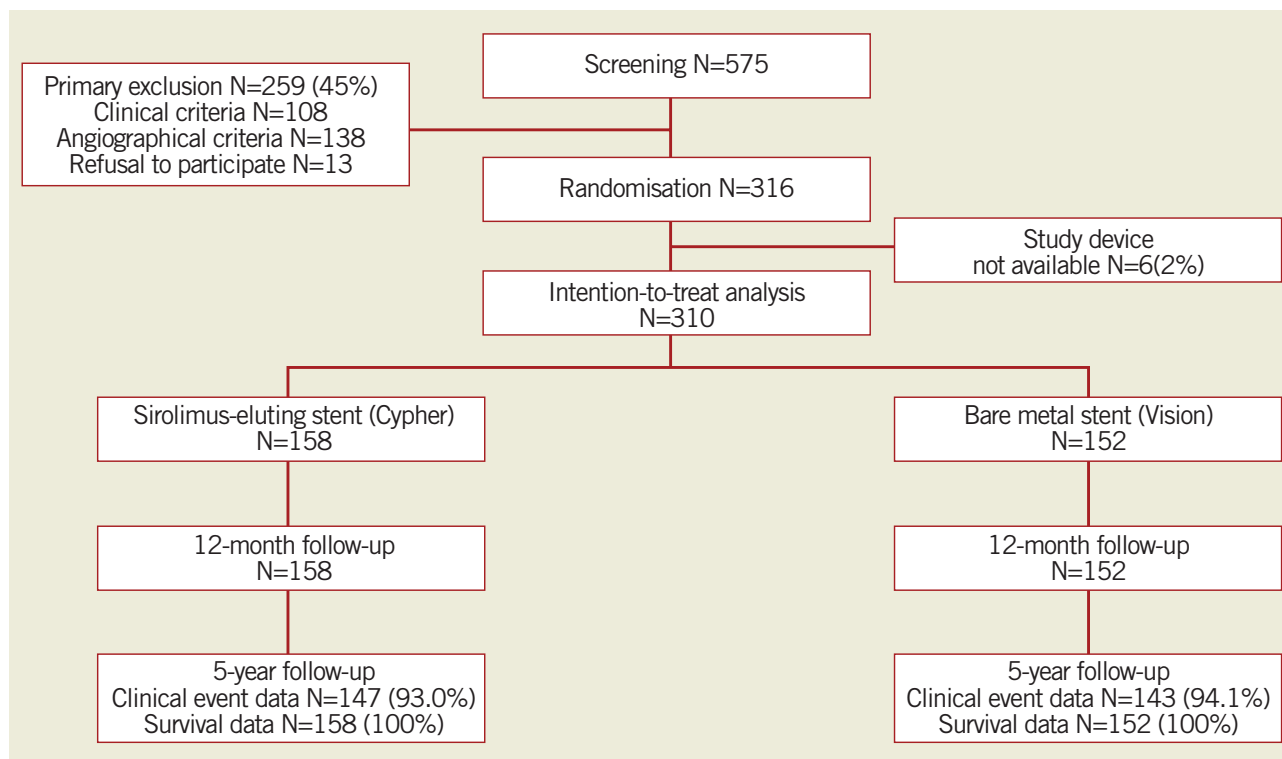 Screening N=575
Primary exclusion N=259 (45%)
Clinical criteria N=108
Angiographical criteria N=138
Refusal to participate N=13
Randomisation N=316
Study device
not available N=6(2%)
Intention-to-treat analysis
N=310
Sirolimus-eluting stent (Cypher)
N=158
Bare metal stent (Vision)
N=152
12-month follow-up
N=158
12-month follow-up
N=152
5-year follow-up
Clinical event data N=147 (93.0%)
Survival data N=158 (100%)
5-year follow-up
Clinical event data N=143 (94.1%)
Survival data N=152 (100%)